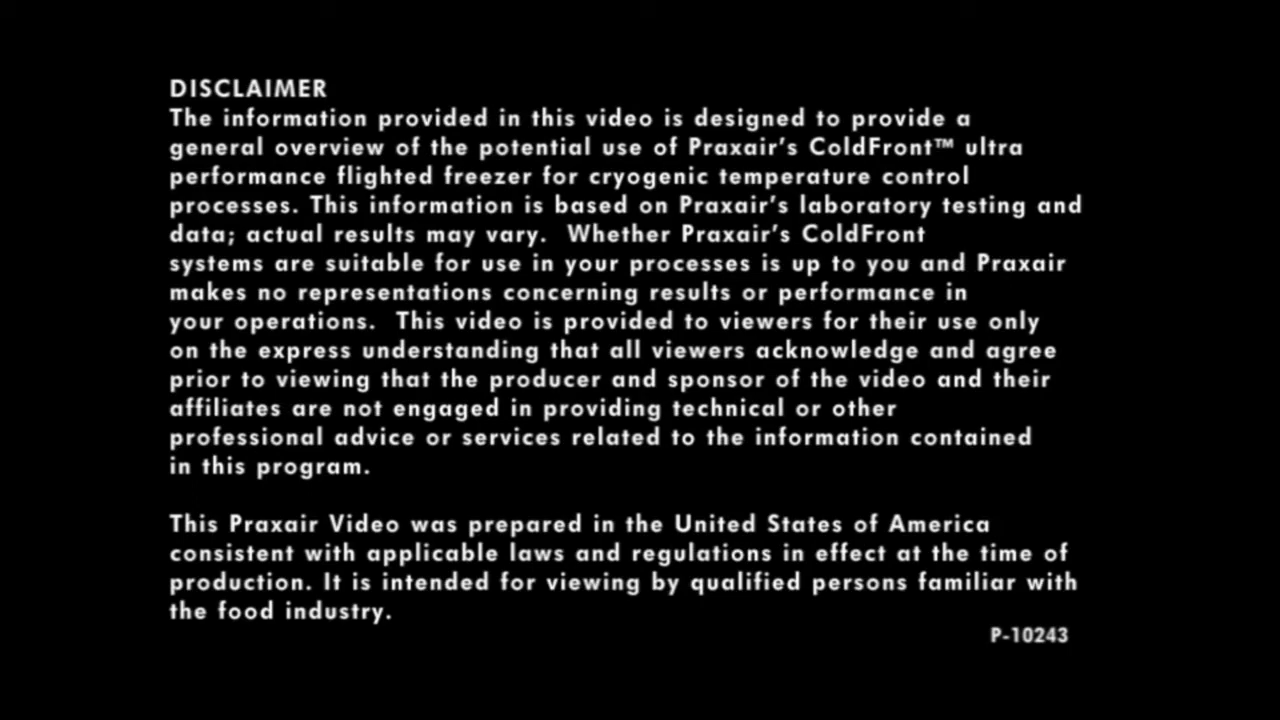 DISCLAIMER
The information provided in this video is designed to provide a
general overview of the potential use of Praxair's ColdFront™ ultra
performance flighted freezer for cryogenic temperature control
processes. This information is based on Praxair's laboratory testing and
data; actual results may vary.  Whether Praxair's ColdFront
systems are suitable for use in your processes is up to you and Praxair
makes no representations concerning results or performance in
your operations.  This video is provided to viewers for their use only
on the express understanding that all viewers acknowledge and agree
prior to viewing that the producer and sponsor of the video and their
affiliates are not engaged in providing technical or other
professional advice or services related to the information contained
in this program.
This Praxair Video was prepared in the United States of America
consistent with applicable laws and regulations in effect at the time of
production. It is intended for viewing by qualified persons familiar with
the food industry.
P-10243